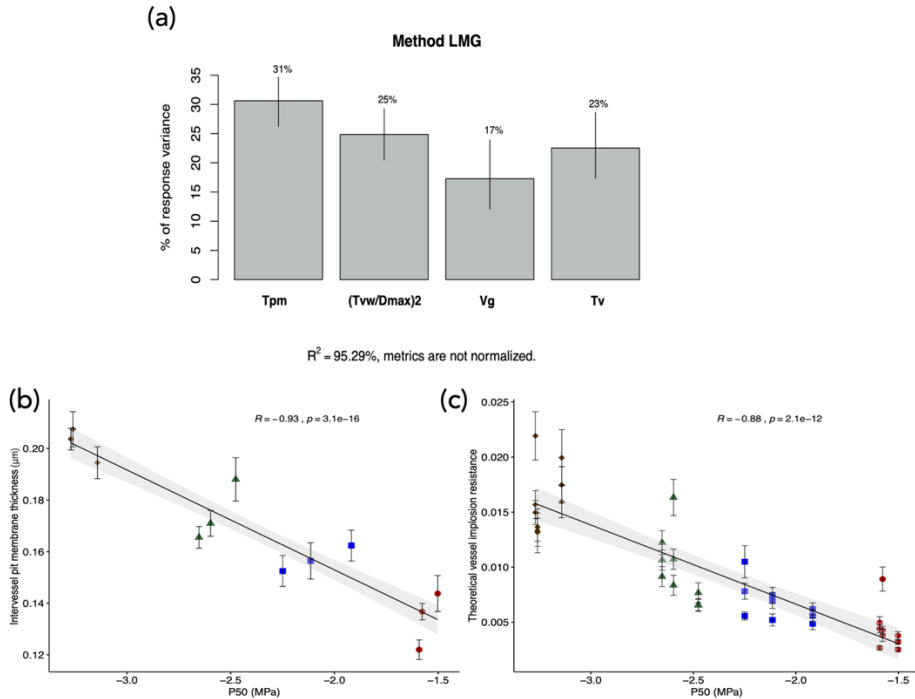 (a)
Method LMG
% of response variance
35
30
25
20
15
10
5
0
31%
25%
17%
23%
Tpm (Tvw/Dmax)2 Vg Tv
R² = 95.29%, metrics are not normalized.
(b)
R = −0.93 , p = 3.1e−16
Intervessel pit membrane thickness (μm)
0.20
0.18
0.16
0.14
0.12
−3.0 −2.5 −2.0 −1.5
P50 (MPa)
(c)
R = −0.88 , p = 2.1e−12
Theoretical vessel implosion resistance
0.025
0.020
0.015
0.010
0.005
−3.0 −2.5 −2.0 −1.5
P50 (MPa)